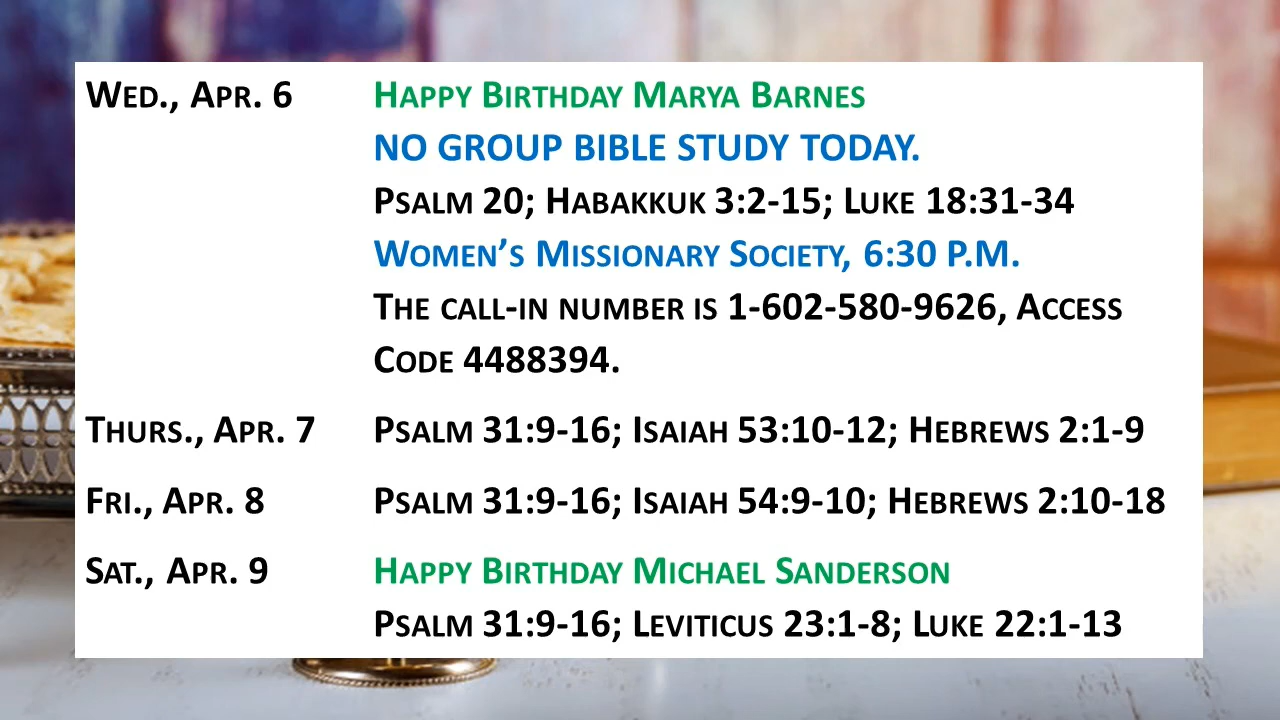 Wed., Apr. 6 Happy Birthday Marya Barnes
NO GROUP BIBLE STUDY TODAY.
Psalm 20; Habakkuk 3:2-15; Luke 18:31-34
Women’s Missionary Society, 6:30 P.M.
The call-in number is 1-602-580-9626, Access
Code 4488394.
Thurs., Apr. 7 Psalm 31:9-16; Isaiah 53:10-12; Hebrews 2:1-9
Fri., Apr. 8 Psalm 31:9-16; Isaiah 54:9-10; Hebrews 2:10-18
Sat., Apr. 9 Happy Birthday Michael Sanderson
Psalm 31:9-16; Leviticus 23:1-8; Luke 22:1-13